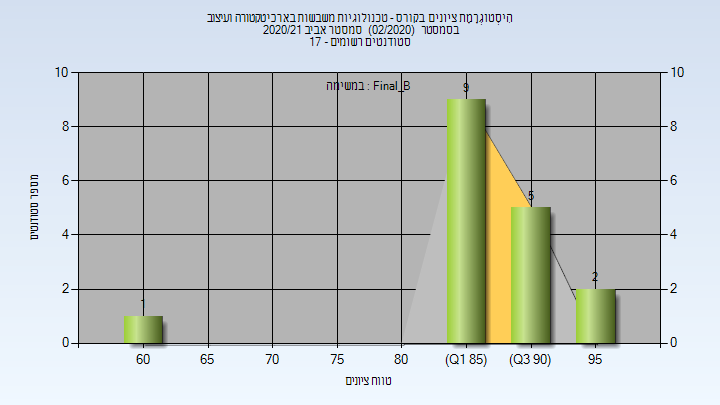 הִיסְטוֹגְרָמַת ציונים בקורס - טכנולוגיות משבשות בארכיטקטורה ועיצוב
בסמסטר (02/2020) סמסטר אביב 2020/21
סטודנטים רשומים - 17
במשימה : Final_B
10 10
9
8 8
6 6
5
4 4
2 2
2
1
0 0
60 65 70 75 80 (Q1 85) (Q3 90) 95
מספר סטודנטים
טווח ציונים